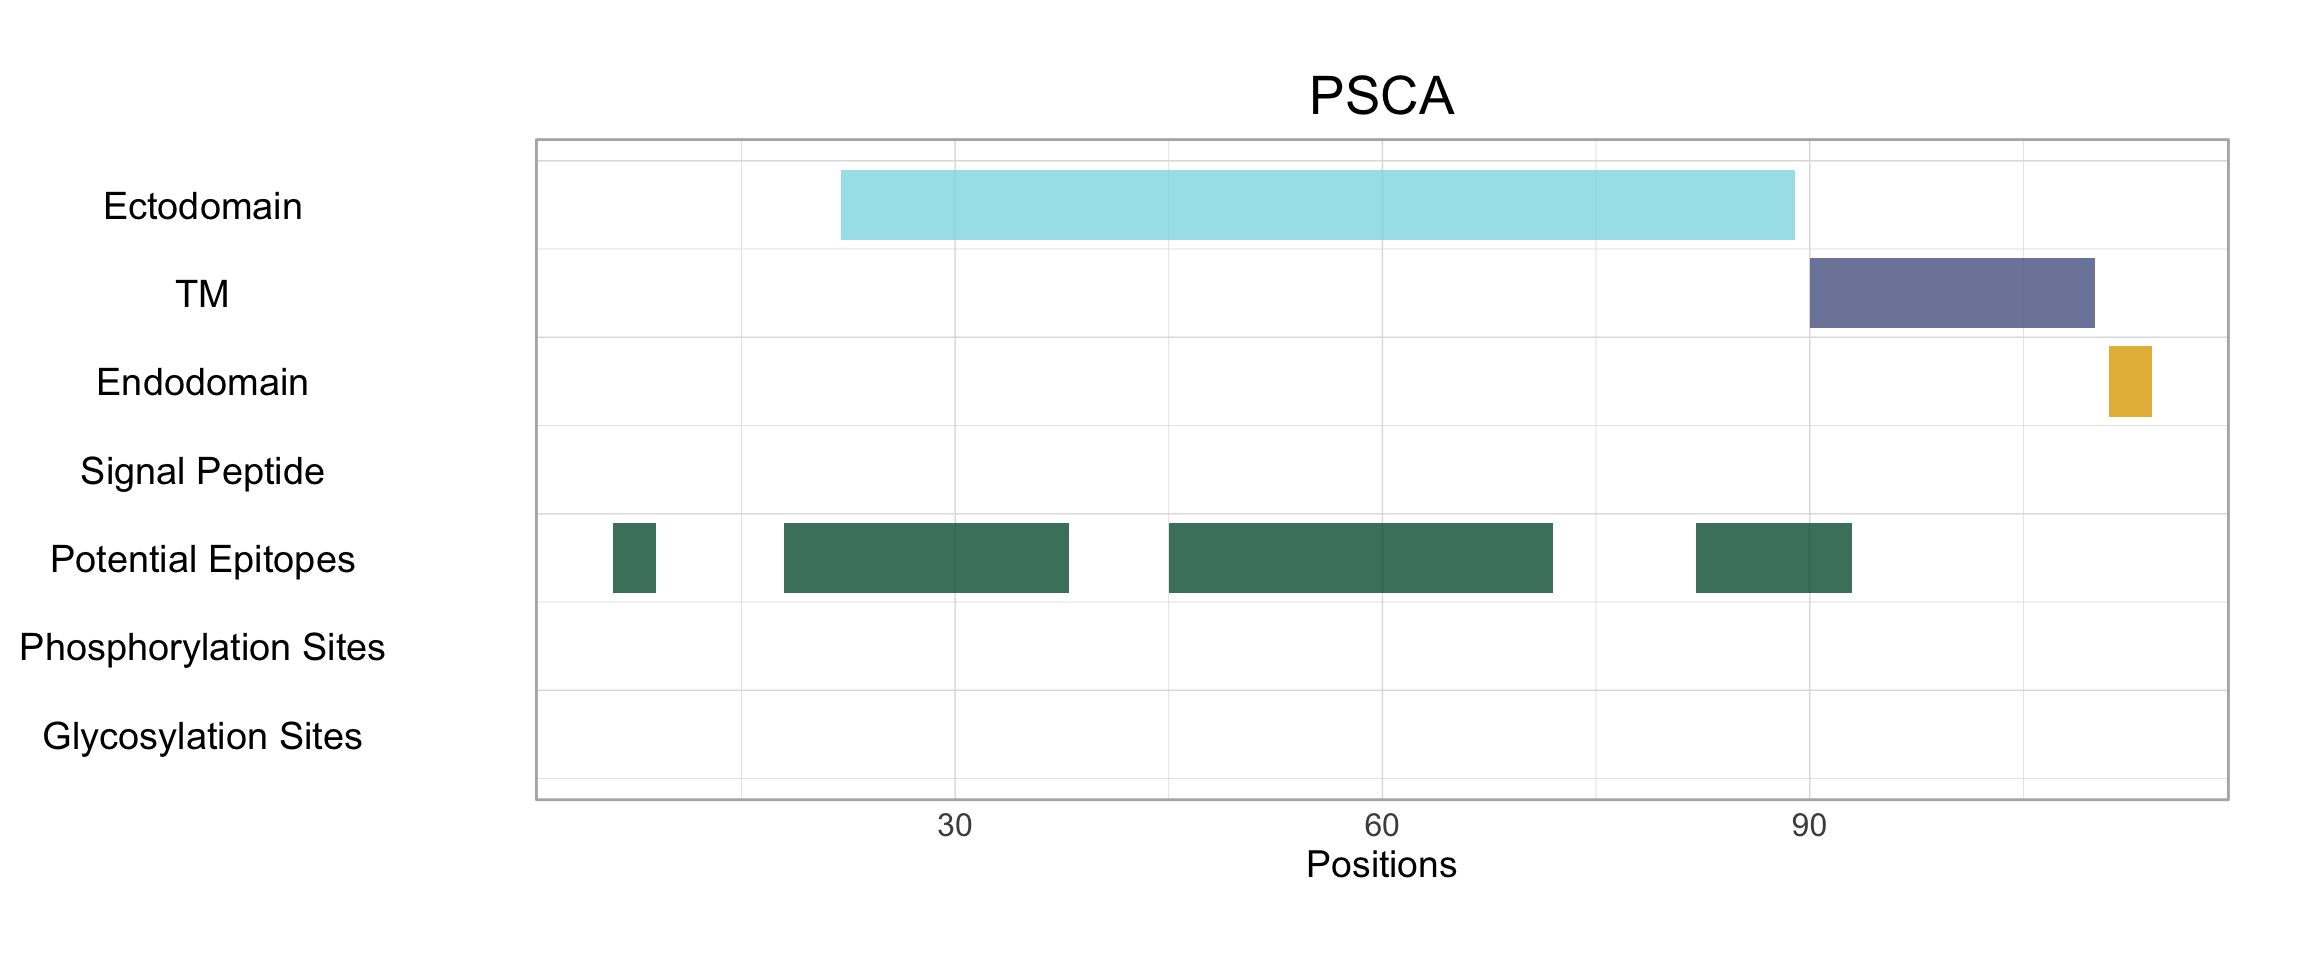 PSCA
Ectodomain
TM
Endodomain
Signal Peptide
Potential Epitopes
Phosphorylation Sites
Glycosylation Sites
30 60 90
Positions